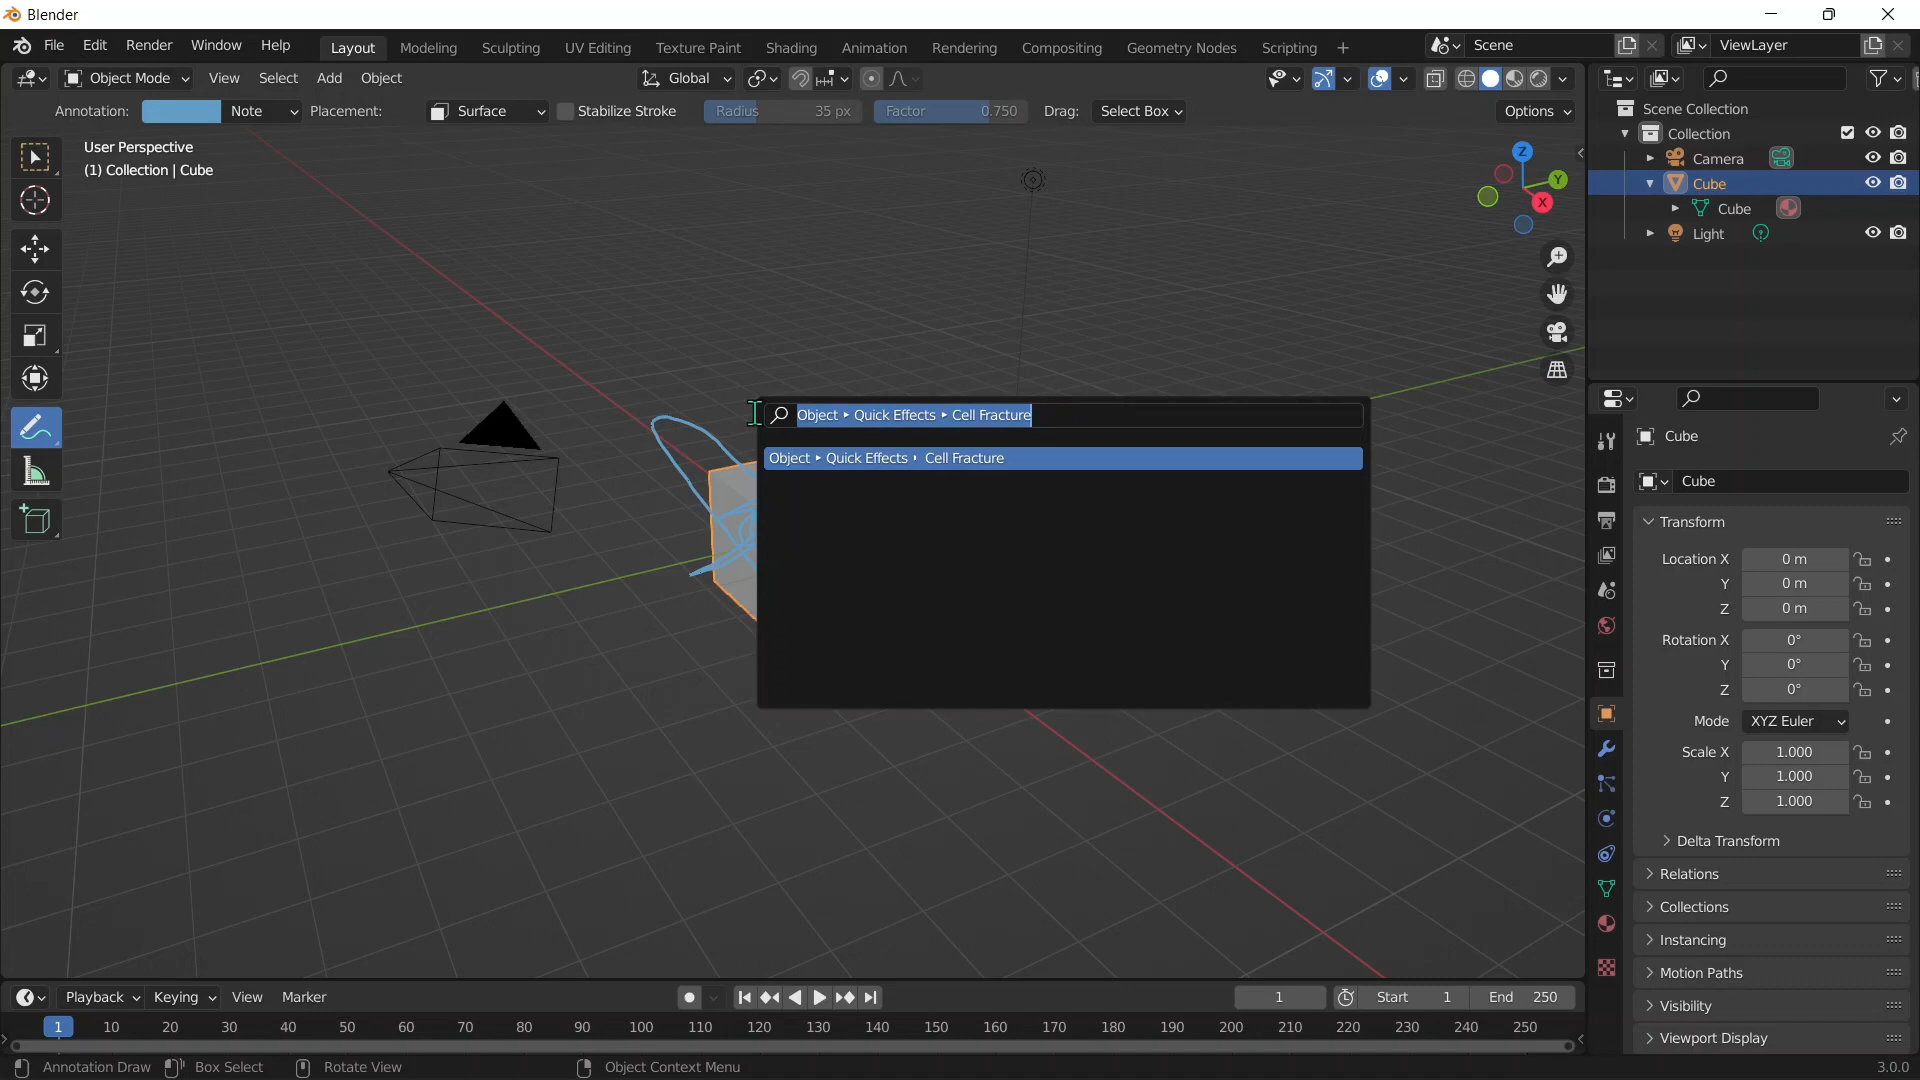 Blender
File Edit Render Window Help Layout Modeling Sculpting UV Editing Texture Paint Shading Animation Rendering Compositing Geometry Nodes Scripting + Scene ViewLayer
Object Mode View Select Add Object Global
Annotation: Note Placement: Surface Stabilize Stroke Radius 35 px Factor 0.750 Drag: Select Box Options
User Perspective
(1) Collection | Cube
Z
Y
X
Object ▸ Quick Effects ▸ Cell Fracture
Object ▸ Quick Effects ▸ Cell Fracture
Scene Collection
Collection
Camera
Cube
Cube
Light
Cube
Cube
Transform
Location X 0 m
Y 0 m
Z 0 m
Rotation X 0°
Y 0°
Z 0°
Mode XYZ Euler
Scale X 1.000
Y 1.000
Z 1.000
Delta Transform
Relations
Collections
Instancing
Motion Paths
Visibility
Viewport Display
Playback Keying View Marker 1 Start 1 End 250
1 10 20 30 40 50 60 70 80 90 100 110 120 130 140 150 160 170 180 190 200 210 220 230 240 250
Annotation Draw Box Select Rotate View Object Context Menu 3.0.0